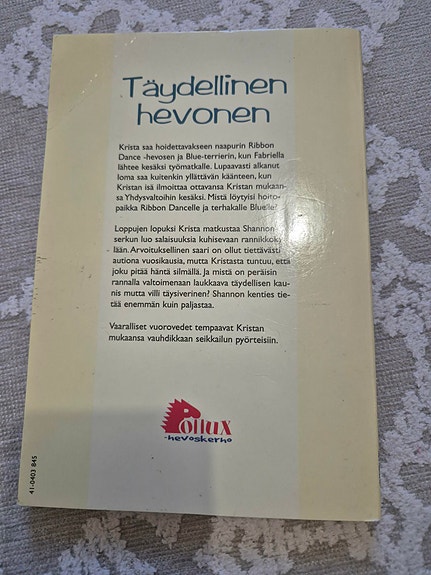 Täydellinen
hevonen
Krista saa hoidettavakseen naapurin Ribbon
Dance -hevosen ja Blue-terrierin, kun Fabriella
lähtee kesäksi työmatkalle. Lupaavasti alkanut
loma saa kuitenkin yllättävän käänteen, kun
Kristan isä ilmoittaa ottavansa Kristan mukaan-
sa Yhdysvaltoihin kesäksi. Mistä löytyisi hoito-
paikka Ribbon Dancelle ja terhakalle Bluelle?
Loppujen lopuksi Krista matkustaa Shannon-
serkun luo salaisuuksia kuhisevaan rannikkoky-
lään. Arvoituksellinen saari on ollut tiettävästi
autiona vuosikausia, mutta Kristasta tuntuu, että
joku pitää häntä silmällä. Ja mistä on peräisin
rannalla valtoimenaan laukkaava täydellisen kau-
nis mutta villi täysiverinen? Shannon kenties tie-
tää enemmän kuin paljastaa.
Vaaralliset vuorovedet tempaavat Kristan
mukaansa vauhdikkaan seikkailun pyörteisiin.
Pollux
-hevoskerho
41-0403 845